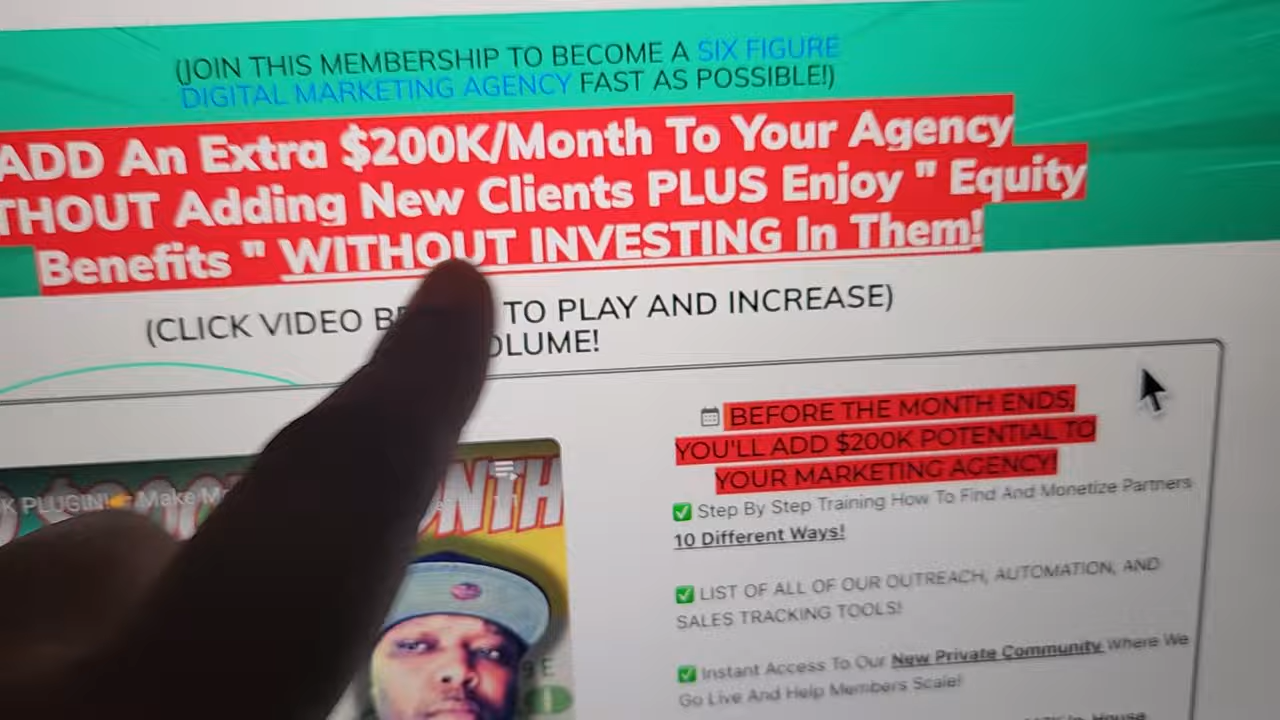 (JOIN THIS MEMBERSHIP TO BECOME A SIX FIGURE
DIGITAL MARKETING AGENCY FAST AS POSSIBLE!)
ADD An Extra $200K/Month To Your Agency
THOUT Adding New Clients PLUS Enjoy " Equity
Benefits " WITHOUT INVESTING In Them!
(CLICK VIDEO TO PLAY AND INCREASE)
OLUME!
K PLUGIN! Make
NTH
BEFORE THE MONTH ENDS,
YOU'LL ADD $200K POTENTIAL TO
YOUR MARKETING AGENCY!
Step By Step Training How To Find And Monetize Partners
10 Different Ways!
LIST OF ALL OF OUR OUTREACH, AUTOMATION, AND
SALES TRACKING TOOLS!
Instant Access To Our New Private Community Where We
Go Live And Help Members Scale!